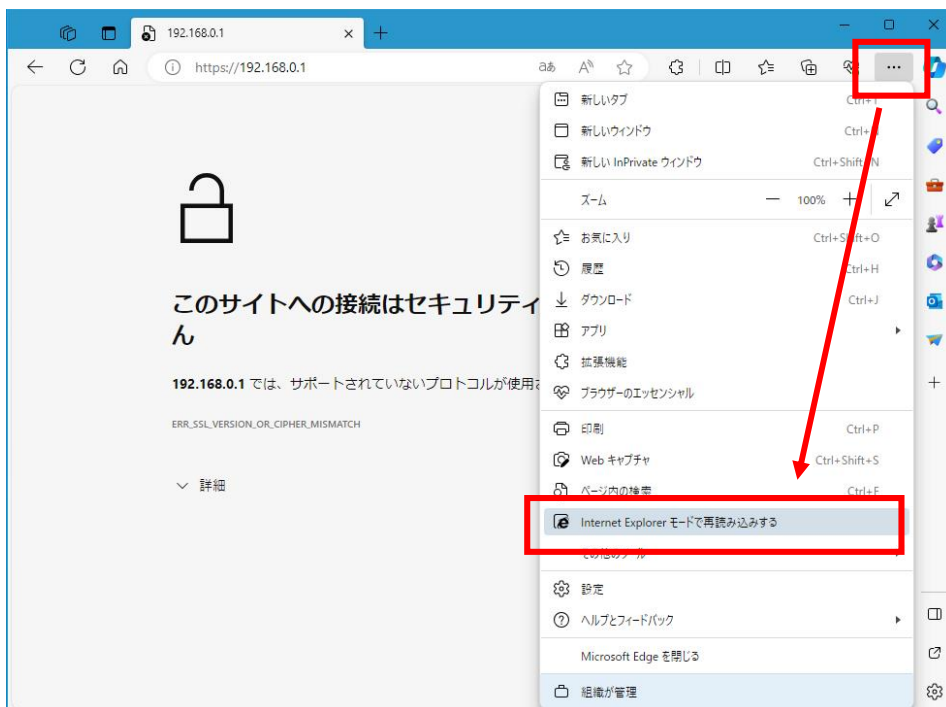 192.168.0.1
https://192.168.0.1
aあ
新しいタブ
新しいウィンドウ
新しい InPrivate ウィンドウ Ctrl+Shift+N
ズーム 100%
お気に入り Ctrl+Shift+O
履歴 Ctrl+H
ダウンロード Ctrl+J
アプリ
拡張機能
ブラウザーのエッセンシャル
印刷 Ctrl+P
Web キャプチャ Ctrl+Shift+S
ページ内の検索 Ctrl+F
Internet Explorer モードで再読み込みする
その他のツール
設定
ヘルプとフィードバック
Microsoft Edge を閉じる
組織が管理
このサイトへの接続はセキュリティ
ん
192.168.0.1 では、サポートされていないプロトコルが使用
ERR_SSL_VERSION_OR_CIPHER_MISMATCH
詳細